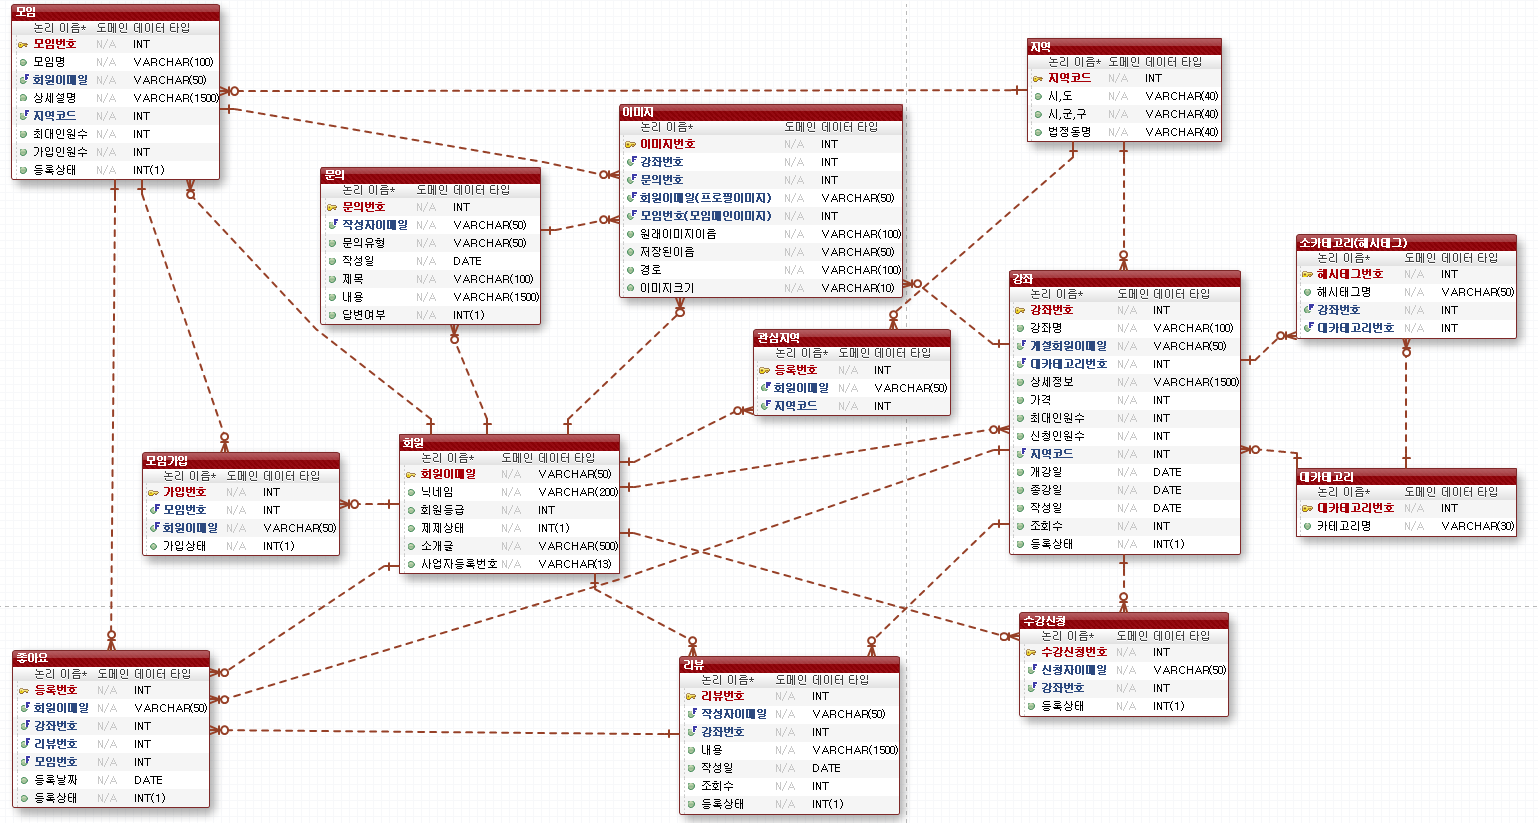 모임
논리 이름* 도메인 데이터 타입
모임번호 N/A INT
모임명 N/A VARCHAR(100)
회원이메일 N/A VARCHAR(50)
상세설명 N/A VARCHAR(1500)
지역코드 N/A INT
최대인원수 N/A INT
가입인원수 N/A INT
등록상태 N/A INT(1)
지역
논리 이름* 도메인 데이터 타입
지역코드 N/A INT
시,도 N/A VARCHAR(40)
시,군,구 N/A VARCHAR(40)
법정동명 N/A VARCHAR(40)
이미지
논리 이름* 도메인 데이터 타입
이미지번호 N/A INT
강좌번호 N/A INT
문의번호 N/A INT
회원이메일(프로필이미지) N/A VARCHAR(50)
모임번호(모임메인이미지) N/A INT
원래이미지이름 N/A VARCHAR(100)
저장된이름 N/A VARCHAR(50)
경로 N/A VARCHAR(100)
이미지크기 N/A VARCHAR(10)
문의
논리 이름* 도메인 데이터 타입
문의번호 N/A INT
작성자이메일 N/A VARCHAR(50)
문의유형 N/A VARCHAR(50)
작성일 N/A DATE
제목 N/A VARCHAR(100)
내용 N/A VARCHAR(1500)
답변여부 N/A INT(1)
소카테고리(해시태그)
논리 이름* 도메인 데이터 타입
해시태그번호 N/A INT
해시태그명 N/A VARCHAR(50)
강좌번호 N/A INT
대카테고리번호 N/A INT
강좌
논리 이름* 도메인 데이터 타입
강좌번호 N/A INT
강좌명 N/A VARCHAR(100)
개설회원이메일 N/A VARCHAR(50)
대카테고리번호 N/A INT
상세정보 N/A VARCHAR(1500)
가격 N/A INT
최대인원수 N/A INT
신청인원수 N/A INT
지역코드 N/A INT
개강일 N/A DATE
종강일 N/A DATE
작성일 N/A DATE
조회수 N/A INT
등록상태 N/A INT(1)
관심지역
논리 이름* 도메인 데이터 타입
등록번호 N/A INT
회원이메일 N/A VARCHAR(50)
지역코드 N/A INT
회원
논리 이름* 도메인 데이터 타입
회원이메일 N/A VARCHAR(50)
닉네임 N/A VARCHAR(200)
회원등급 N/A INT
제제상태 N/A INT(1)
소개글 N/A VARCHAR(500)
사업자등록번호 N/A VARCHAR(13)
모임가입
논리 이름* 도메인 데이터 타입
가입번호 N/A INT
모임번호 N/A INT
회원이메일 N/A VARCHAR(50)
가입상태 N/A INT(1)
대카테고리
논리 이름* 도메인 데이터 타입
대카테고리번호 N/A INT
카테고리명 N/A VARCHAR(30)
수강신청
논리 이름* 도메인 데이터 타입
수강신청번호 N/A INT
신청자이메일 N/A VARCHAR(50)
강좌번호 N/A INT
등록상태 N/A INT(1)
좋아요
논리 이름* 도메인 데이터 타입
등록번호 N/A INT
회원이메일 N/A VARCHAR(50)
강좌번호 N/A INT
리뷰번호 N/A INT
모임번호 N/A INT
등록날짜 N/A DATE
등록상태 N/A INT(1)
리뷰
논리 이름* 도메인 데이터 타입
리뷰번호 N/A INT
작성자이메일 N/A VARCHAR(50)
강좌번호 N/A INT
내용 N/A VARCHAR(1500)
작성일 N/A DATE
조회수 N/A INT
등록상태 N/A INT(1)